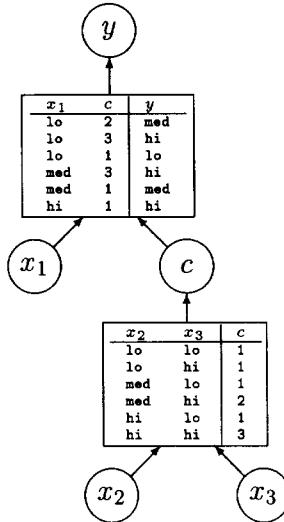 y
x₁ c y
lo 2 med
lo 3 hi
lo 1 lo
med 3 hi
med 1 med
hi 1 hi
x₁ c
x₂ x₃ c
lo lo 1
lo hi 1
med lo 1
med hi 2
hi lo 1
hi hi 3
x₂ x₃